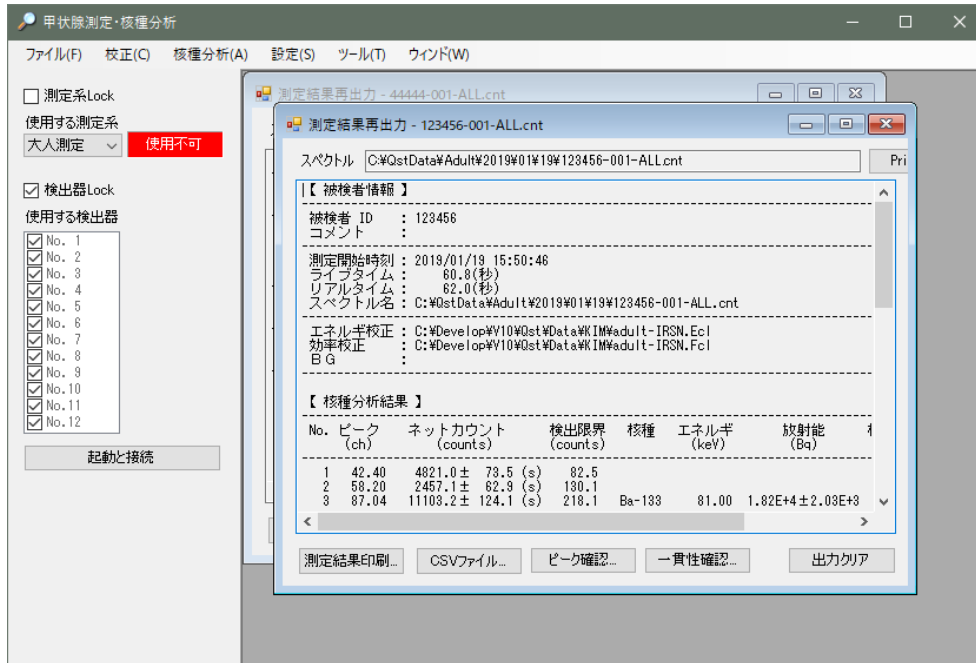 甲状腺測定・核種分析
ファイル(F) 校正(C) 核種分析(A) 設定(S) ツール(T) ウィンド(W)
測定系Lock
使用する測定系
大人測定 使用不可
検出器Lock
使用する検出器
No. 1
No. 2
No. 3
No. 4
No. 5
No. 6
No. 7
No. 8
No. 9
No.10
No.11
No.12
起動と接続
測定結果再出力 - 44444-001-ALL.cnt
測定結果再出力 - 123456-001-ALL.cnt
スペクトル C:¥QstData¥Adult¥2019¥01¥19¥123456-001-ALL.cnt Pri
【 被検者情報 】
被検者 ID : 123456
コメント :
測定開始時刻 : 2019/01/19 15:50:46
ライブタイム : 60.8(秒)
リアルタイム : 62.0(秒)
スペクトル名 : C:¥QstData¥Adult¥2019¥01¥19¥123456-001-ALL.cnt
エネルギ校正 : C:¥Develop¥V10¥Qst¥Data¥KIM¥adult-IRSN.Ecl
効率校正 : C:¥Develop¥V10¥Qst¥Data¥KIM¥adult-IRSN.Fcl
ＢＧ :
【 核種分析結果 】
No. ピーク ネットカウント 検出限界 核種 エネルギ 放射能
(ch) (counts) (counts) (keV) (Bq)
1 42.40 4821.0± 73.5 (s) 82.5
2 58.20 2457.1± 62.9 (s) 130.1
3 87.04 11103.2± 124.1 (s) 218.1 Ba-133 81.00 1.82E+4±2.03E+3
測定結果印刷... CSVファイル... ピーク確認... 一貫性確認... 出力クリア